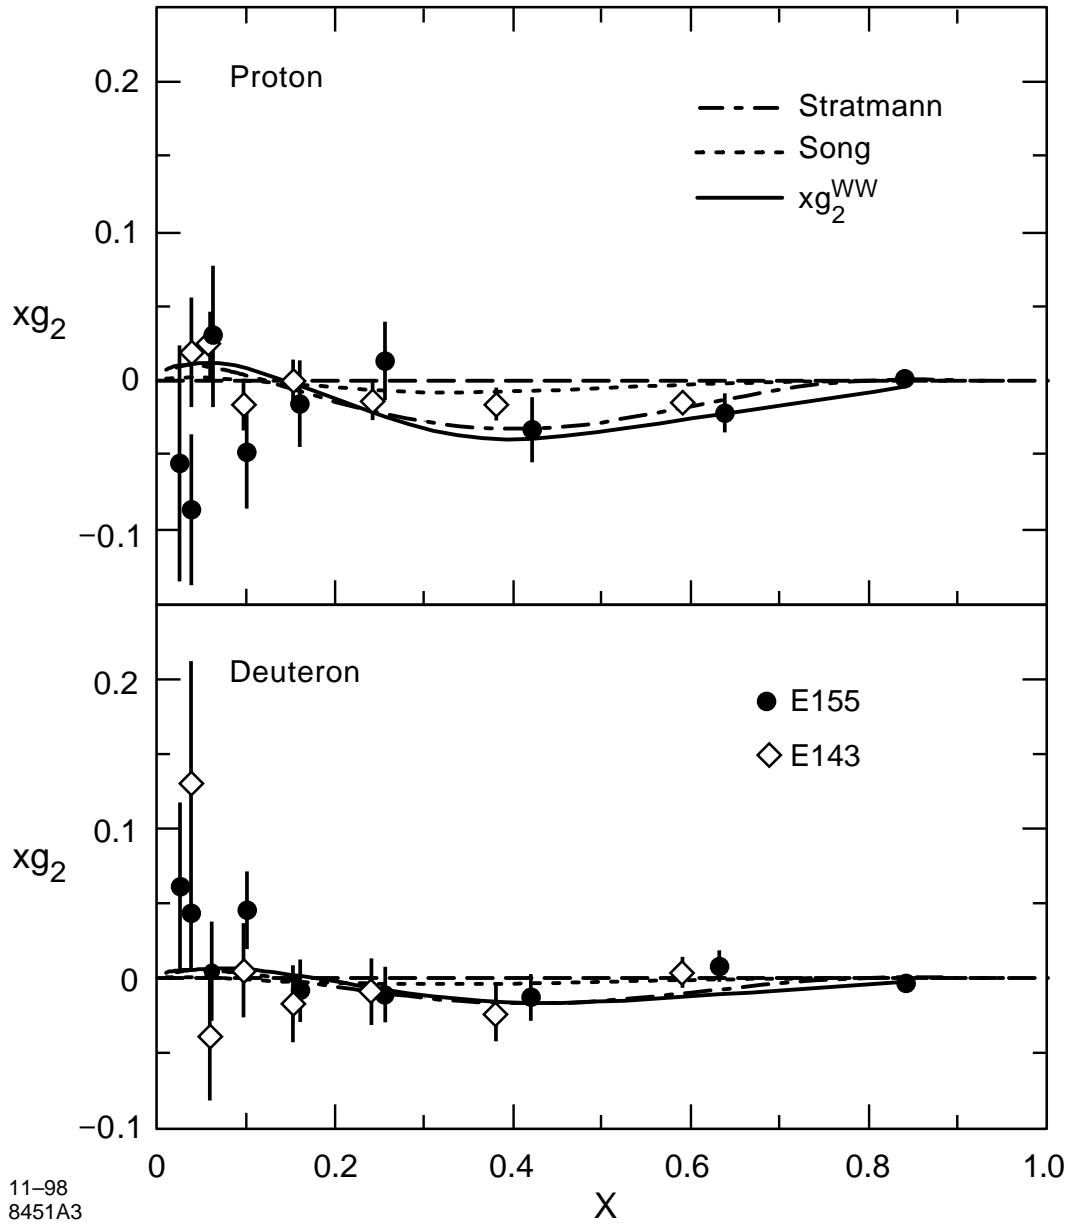 0.2
Proton
Stratmann
Song
xg₂ᵂᵂ
0.1
xg₂
0
−0.1
0.2
Deuteron
E155
E143
0.1
xg₂
0
−0.1
0 0.2 0.4 0.6 0.8 1.0
X
11–98
8451A3